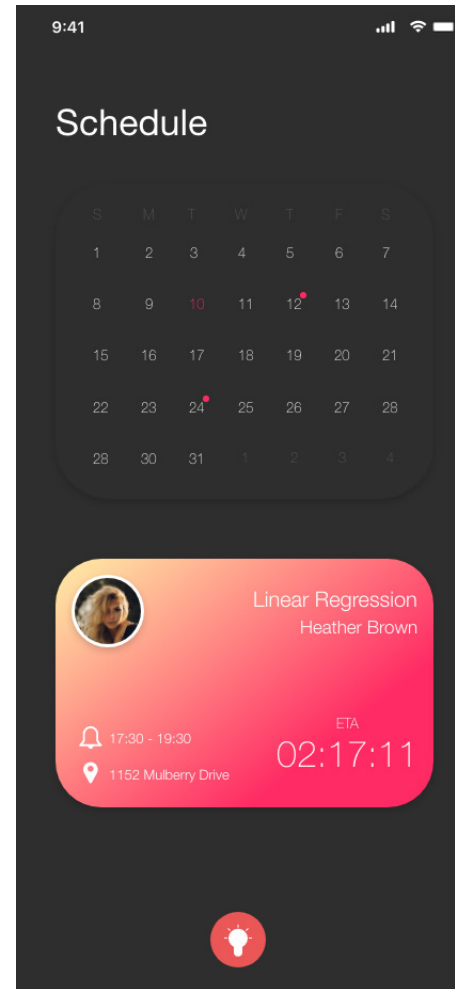 9:41
Schedule
S M T W T F S
1 2 3 4 5 6 7
8 9 10 11 12 13 14
15 16 17 18 19 20 21
22 23 24 25 26 27 28
28 30 31 1 2 3 4
Linear Regression
Heather Brown
ETA
17:30 - 19:30
02:17:11
1152 Mulberry Drive